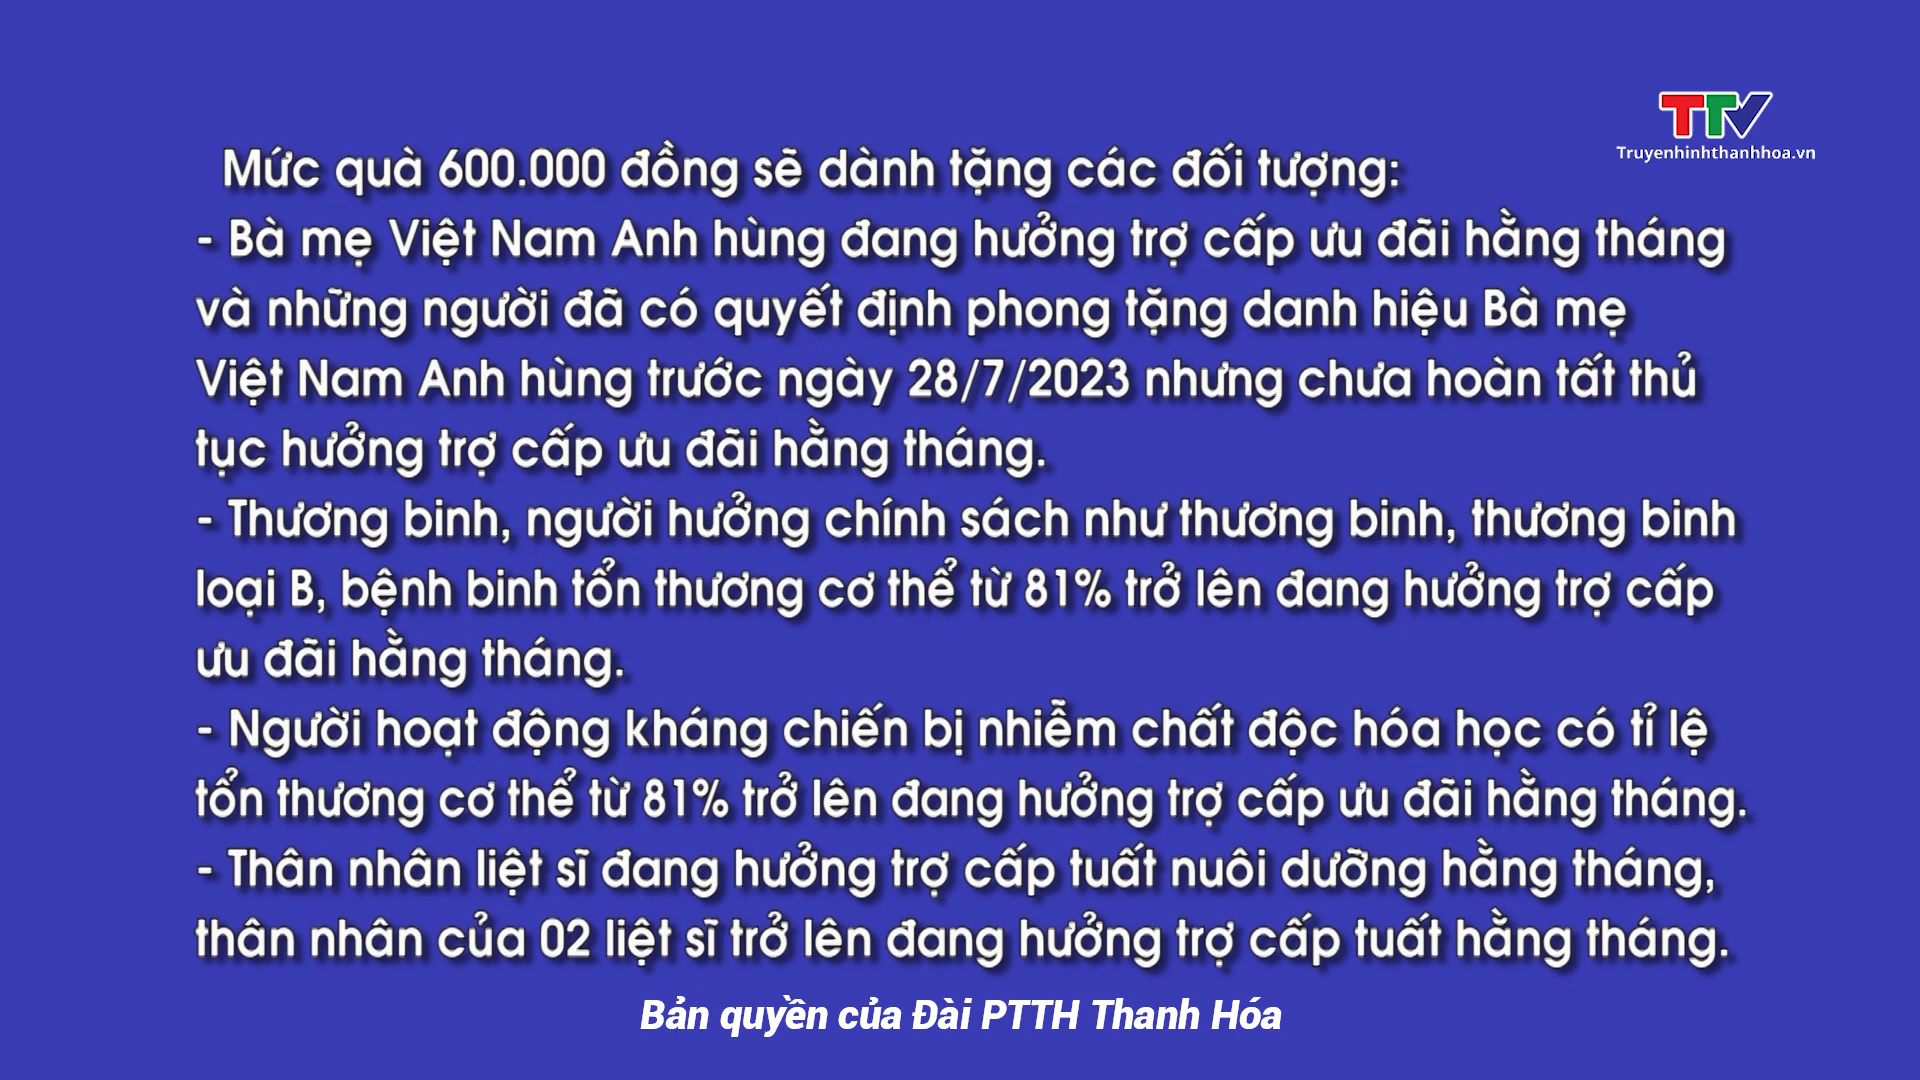 TTV
Truyenhinhthanhhoa.vn
Mức quà 600.000 đồng sẽ dành tặng các đối tượng:
- Bà mẹ Việt Nam Anh hùng đang hưởng trợ cấp ưu đãi hằng tháng
và những người đã có quyết định phong tặng danh hiệu Bà mẹ
Việt Nam Anh hùng trước ngày 28/7/2023 nhưng chưa hoàn tất thủ
tục hưởng trợ cấp ưu đãi hằng tháng.
- Thương binh, người hưởng chính sách như thương binh, thương binh
loại B, bệnh binh tổn thương cơ thể từ 81% trở lên đang hưởng trợ cấp
ưu đãi hằng tháng.
- Người hoạt động kháng chiến bị nhiễm chất độc hóa học có tỉ lệ
tổn thương cơ thể từ 81% trở lên đang hưởng trợ cấp ưu đãi hằng tháng.
- Thân nhân liệt sĩ đang hưởng trợ cấp tuất nuôi dưỡng hằng tháng,
thân nhân của 02 liệt sĩ trở lên đang hưởng trợ cấp tuất hằng tháng.
Bản quyền của Đài PTTH Thanh Hóa